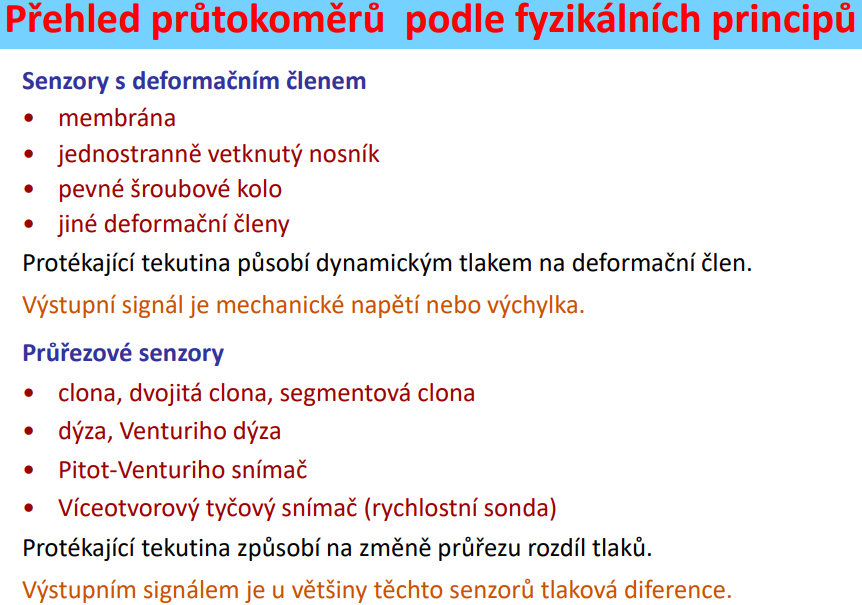 Přehled průtokoměrů podle fyzikálních principů
Senzory s deformačním členem
• membrána
• jednostranně vetknutý nosník
• pevné šroubové kolo
• jiné deformační členy
Protékající tekutina působí dynamickým tlakem na deformační člen.
Výstupní signál je mechanické napětí nebo výchylka.
Průřezové senzory
• clona, dvojitá clona, segmentová clona
• dýza, Venturiho dýza
• Pitot-Venturiho snímač
• Víceotvorový tyčový snímač (rychlostní sonda)
Protékající tekutina způsobí na změně průřezu rozdíl tlaků.
Výstupním signálem je u většiny těchto senzorů tlaková diference.